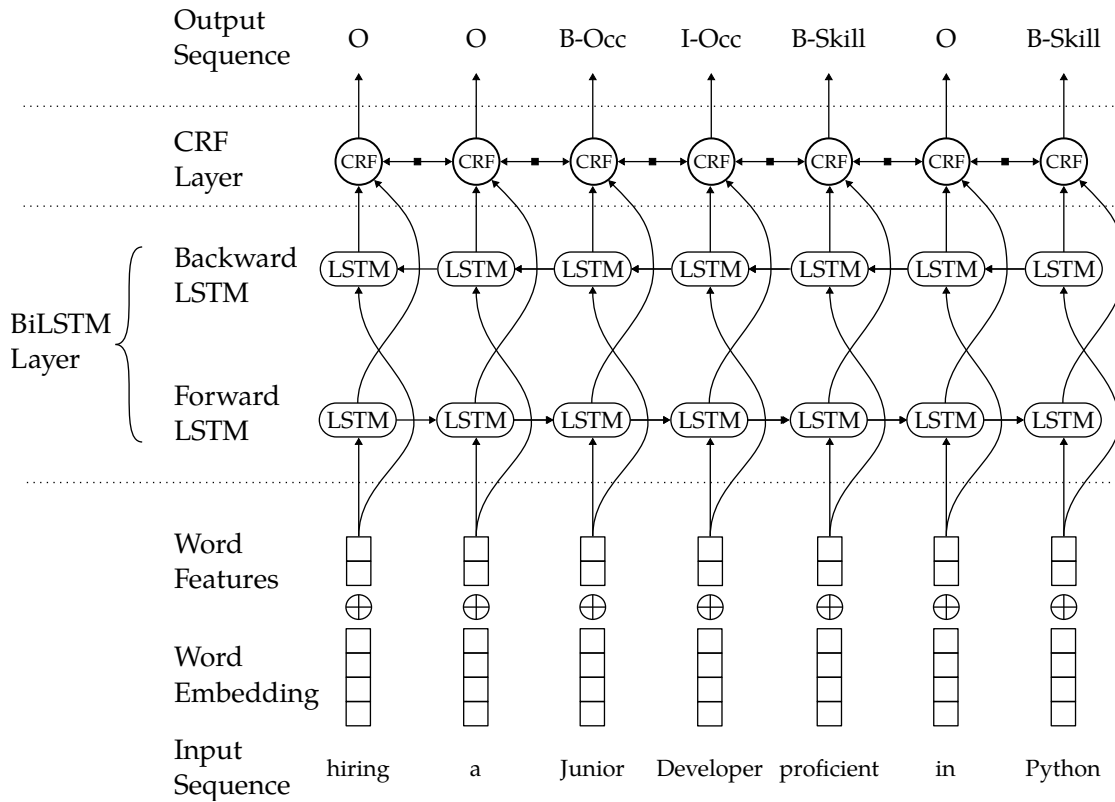 Output
Sequence
O O B-Occ I-Occ B-Skill O B-Skill
CRF
Layer
CRF CRF CRF CRF CRF CRF CRF
BiLSTM
Layer
Backward
LSTM
LSTM LSTM LSTM LSTM LSTM LSTM LSTM
Forward
LSTM
LSTM LSTM LSTM LSTM LSTM LSTM LSTM
Word
Features
Word
Embedding
Input
Sequence
hiring a Junior Developer proficient in Python